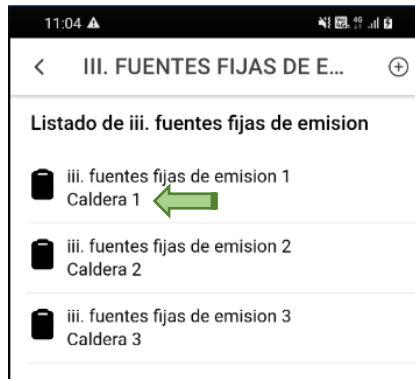 11:04
4G
III. FUENTES FIJAS DE E...
Listado de iii. fuentes fijas de emision
iii. fuentes fijas de emision 1
Caldera 1
iii. fuentes fijas de emision 2
Caldera 2
iii. fuentes fijas de emision 3
Caldera 3